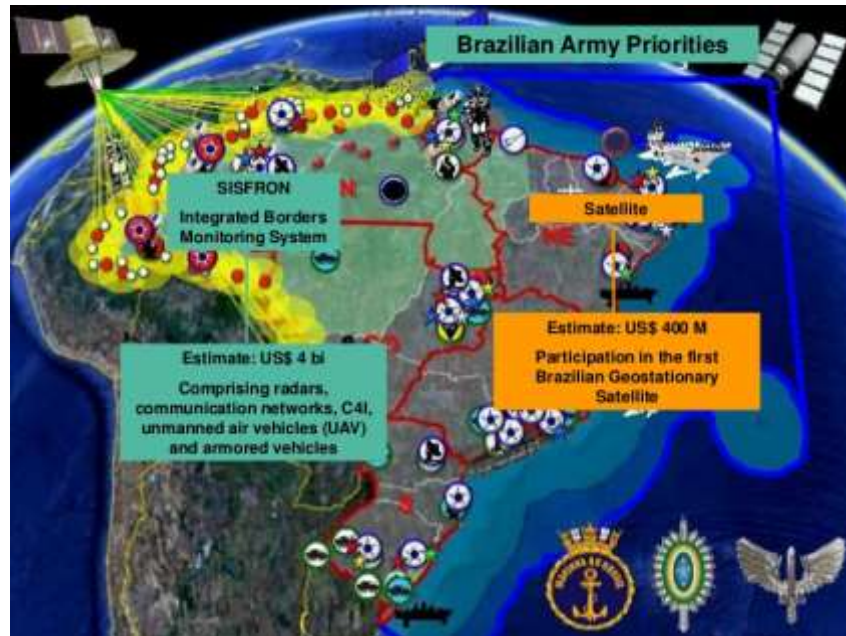 Brazilian Army Priorities
SISFRON
Integrated Borders
Monitoring System
N
Satellite
Estimate: US$ 4 bi
Comprising radars,
communication networks, C4I,
unmanned air vehicles (UAV)
and armored vehicles
Estimate: US$ 400 M
Participation in the first
Brazilian Geostationary
Satellite
S